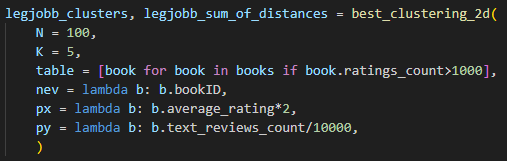 legjobb_clusters, legjobb_sum_of_distances = best_clustering_2d(
    N = 100,
    K = 5,
    table = [book for book in books if book.ratings_count>1000],
    nev = lambda b: b.bookID,
    px = lambda b: b.average_rating*2,
    py = lambda b: b.text_reviews_count/10000,
    )